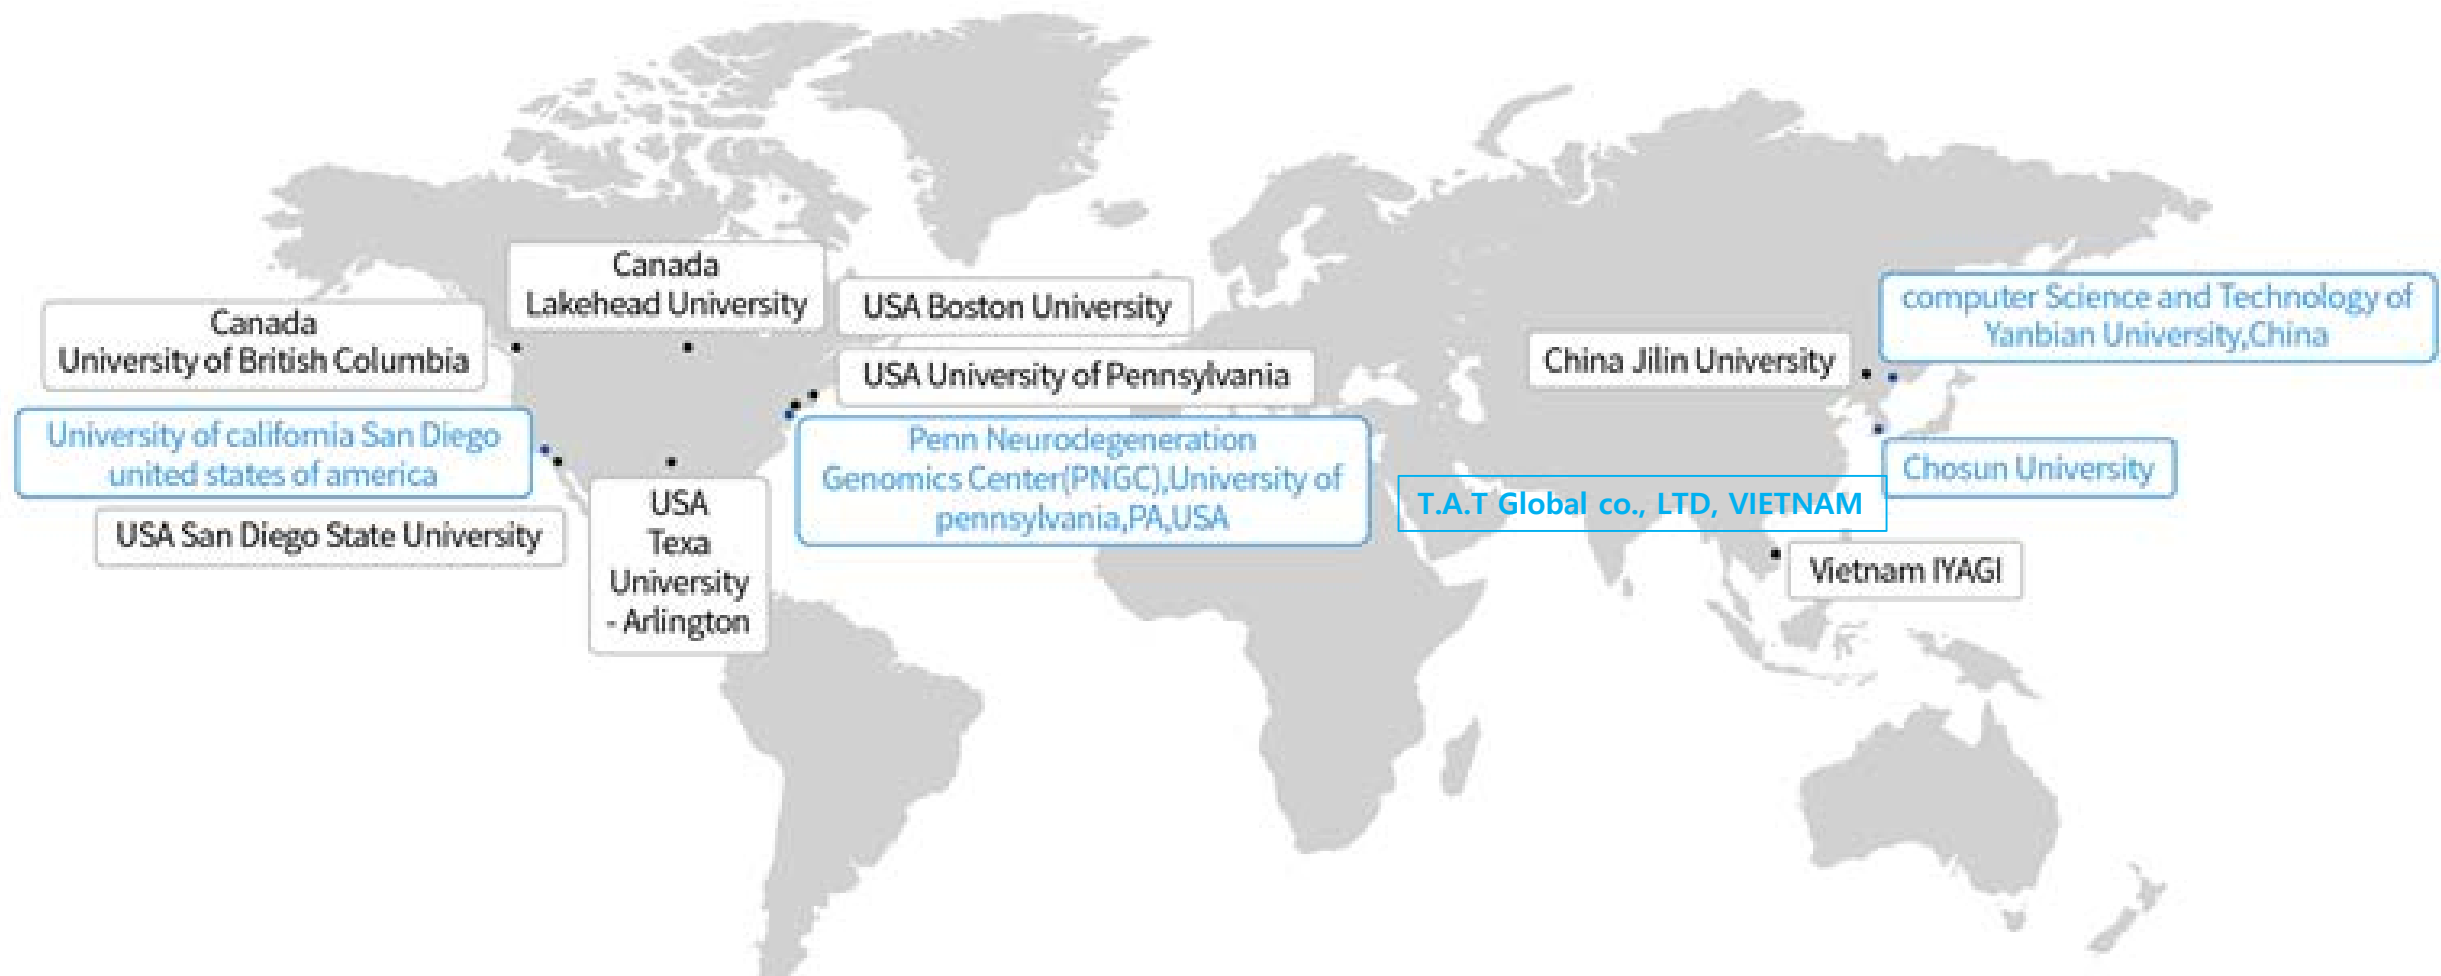 Canada
Lakehead University
USA Boston University
Canada
University of British Columbia
computer Science and Technology of
Yanbian University,China
China Jilin University
USA University of Pennsylvania
University of california San Diego
united states of america
Penn Neurodegeneration
Genomics Center(PNGC),University of
pennsylvania,PA,USA
Chosun University
T.A.T Global co., LTD, VIETNAM
USA San Diego State University
USA
Texa
University
- Arlington
Vietnam IYAGI